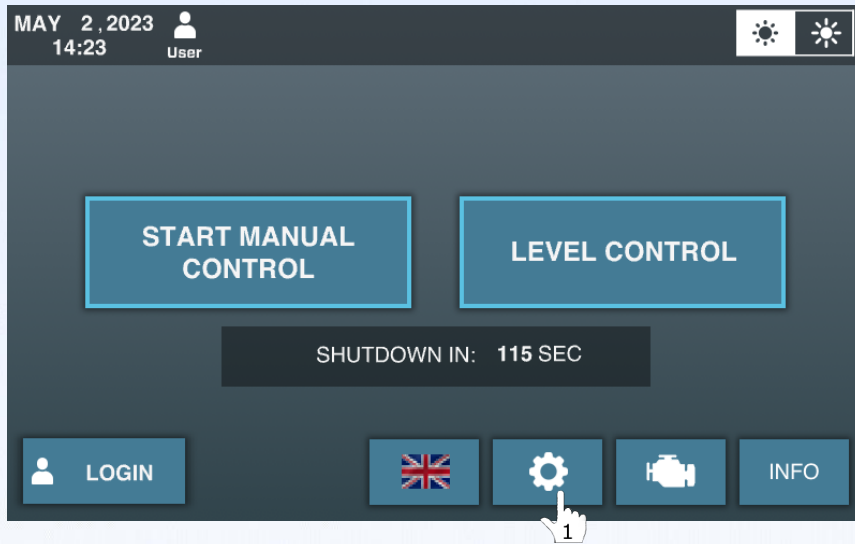 MAY 2,2023
14:23
User
START MANUAL
CONTROL
LEVEL CONTROL
SHUTDOWN IN: 115 SEC
LOGIN
INFO
1